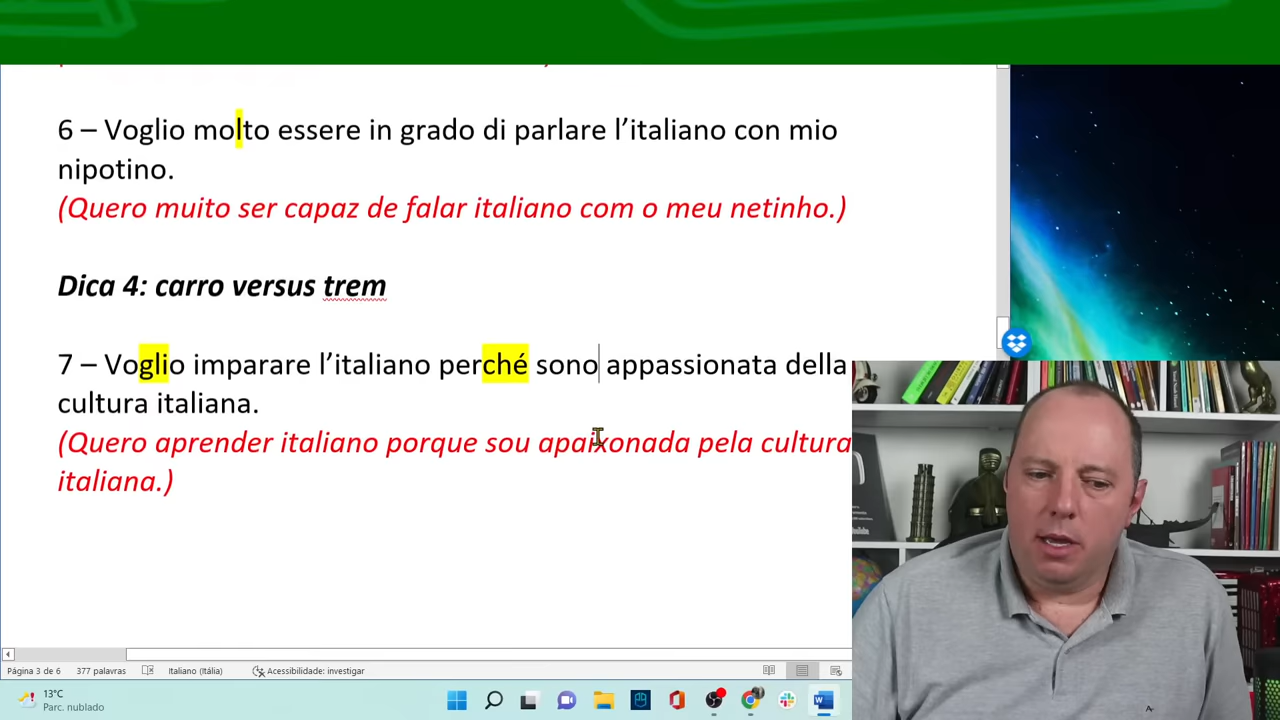 6 – Voglio molto essere in grado di parlare l’italiano con mio
nipotino.
(Quero muito ser capaz de falar italiano com o meu netinho.)
Dica 4: carro versus trem
7 – Voglio imparare l’italiano perché sono appassionata della
cultura italiana.
(Quero aprender italiano porque sou apaixonada pela cultura
italiana.)
Página 3 de 6
377 palavras
Italiano (Itália)
Acessibilidade: investigar
13°C
Parc. nublado